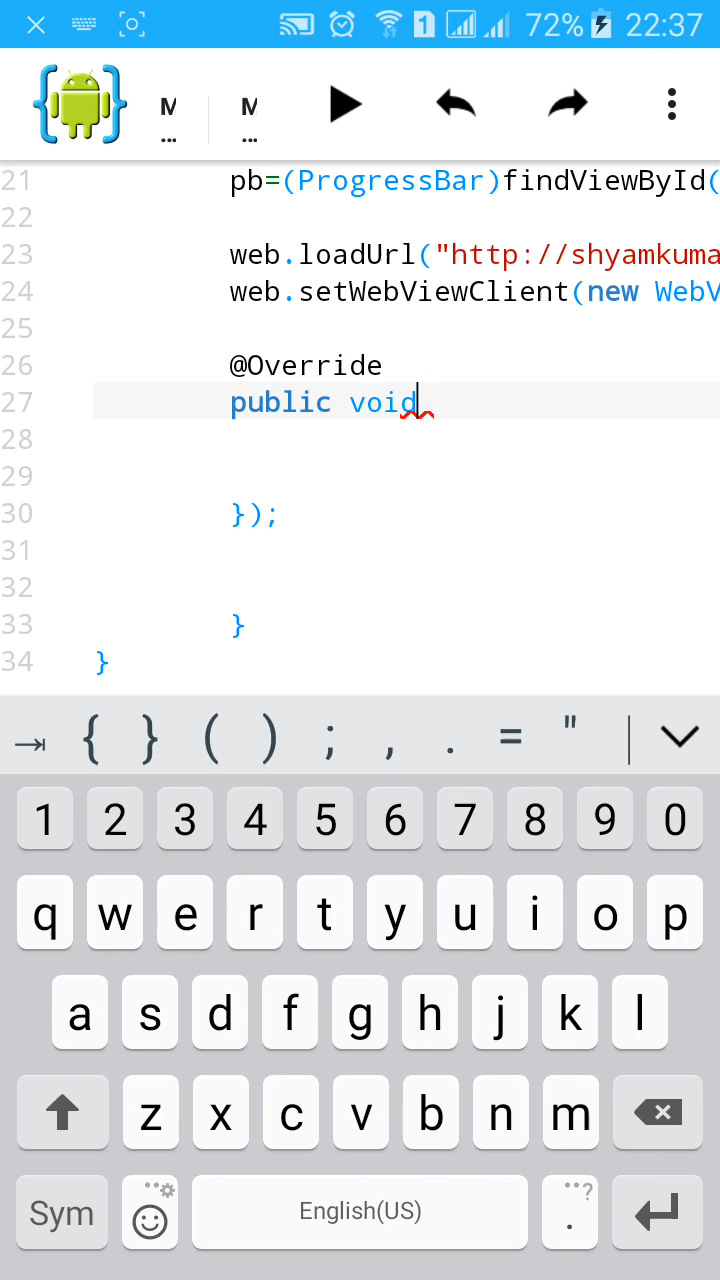 1 72% 22:37
M... M...
21 pb=(ProgressBar)findViewById(
22
23 web.loadUrl("http://shyamkuma
24 web.setWebViewClient(new WebV
25
26 @Override
27 public void
28
29
30 });
31
32
33 }
34 }
{ } ( ) ; , . = " |
1 2 3 4 5 6 7 8 9 0
q w e r t y u i o p
a s d f g h j k l
z x c v b n m
Sym English(US) . ?